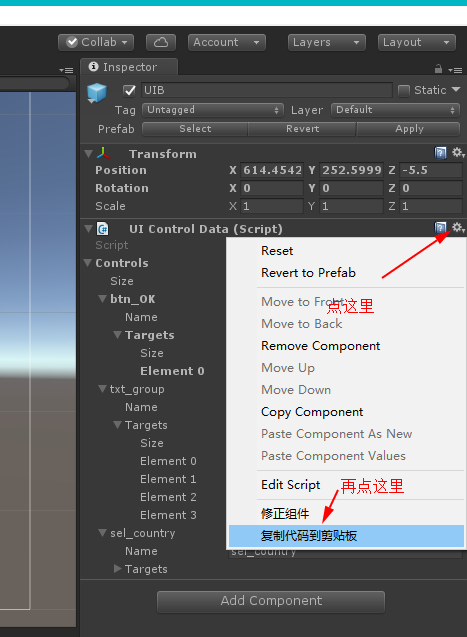 Collab Account Layers Layout
Inspector
UIB Static
Tag Untagged Layer Default
Prefab Select Revert Apply
Transform
Position X 614.4542 Y 252.5999 Z -5.5
Rotation X 0 Y 0 Z 0
Scale X 1 Y 1 Z 1
UI Control Data (Script)
Script
Controls
Size
btn_OK
Name
Targets
Size
Element 0
txt_group
Name
Targets
Size
Element 0
Element 1
Element 2
Element 3
sel_country
Name sel_country
Targets
Reset
Revert to Prefab
Move to Front
点这里
Move to Back
Remove Component
Move Up
Move Down
Copy Component
Paste Component As New
Paste Component Values
Edit Script
再点这里
修正组件
复制代码到剪贴板
Add Component